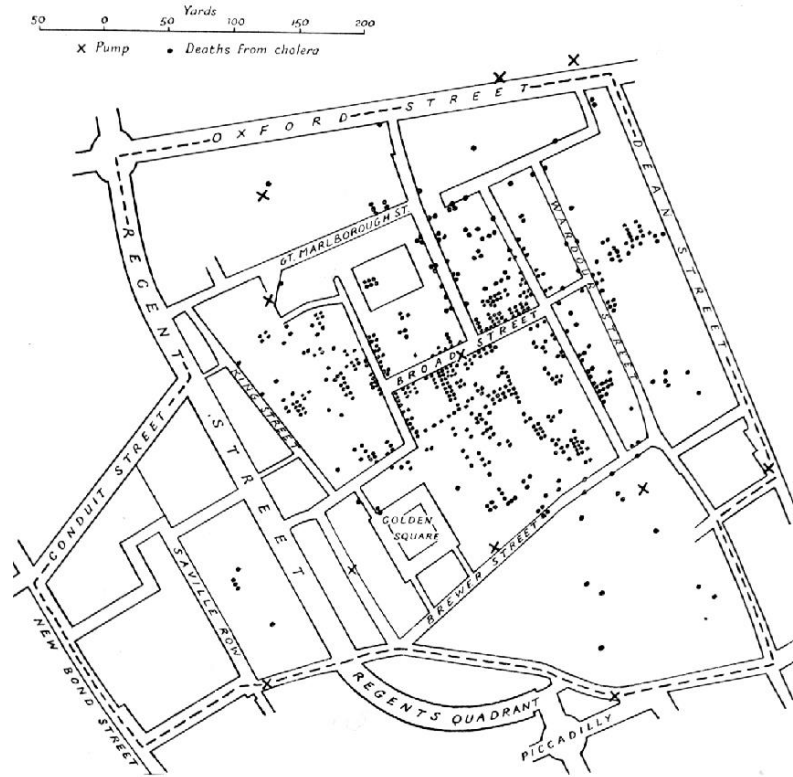 Yards
50 0 50 100 150 200
× Pump • Deaths from cholera
OXFORD STREET
DEAN STREET
REGENT STREET
GT. MARLBOROUGH ST.
WARDOUR STREET
BROAD STREET
KING STREET
CONDUIT STREET
GOLDEN
SQUARE
BREWER STREET
SAVILLE ROW
NEW BOND STREET
REGENTS QUADRANT
PICCADILLY